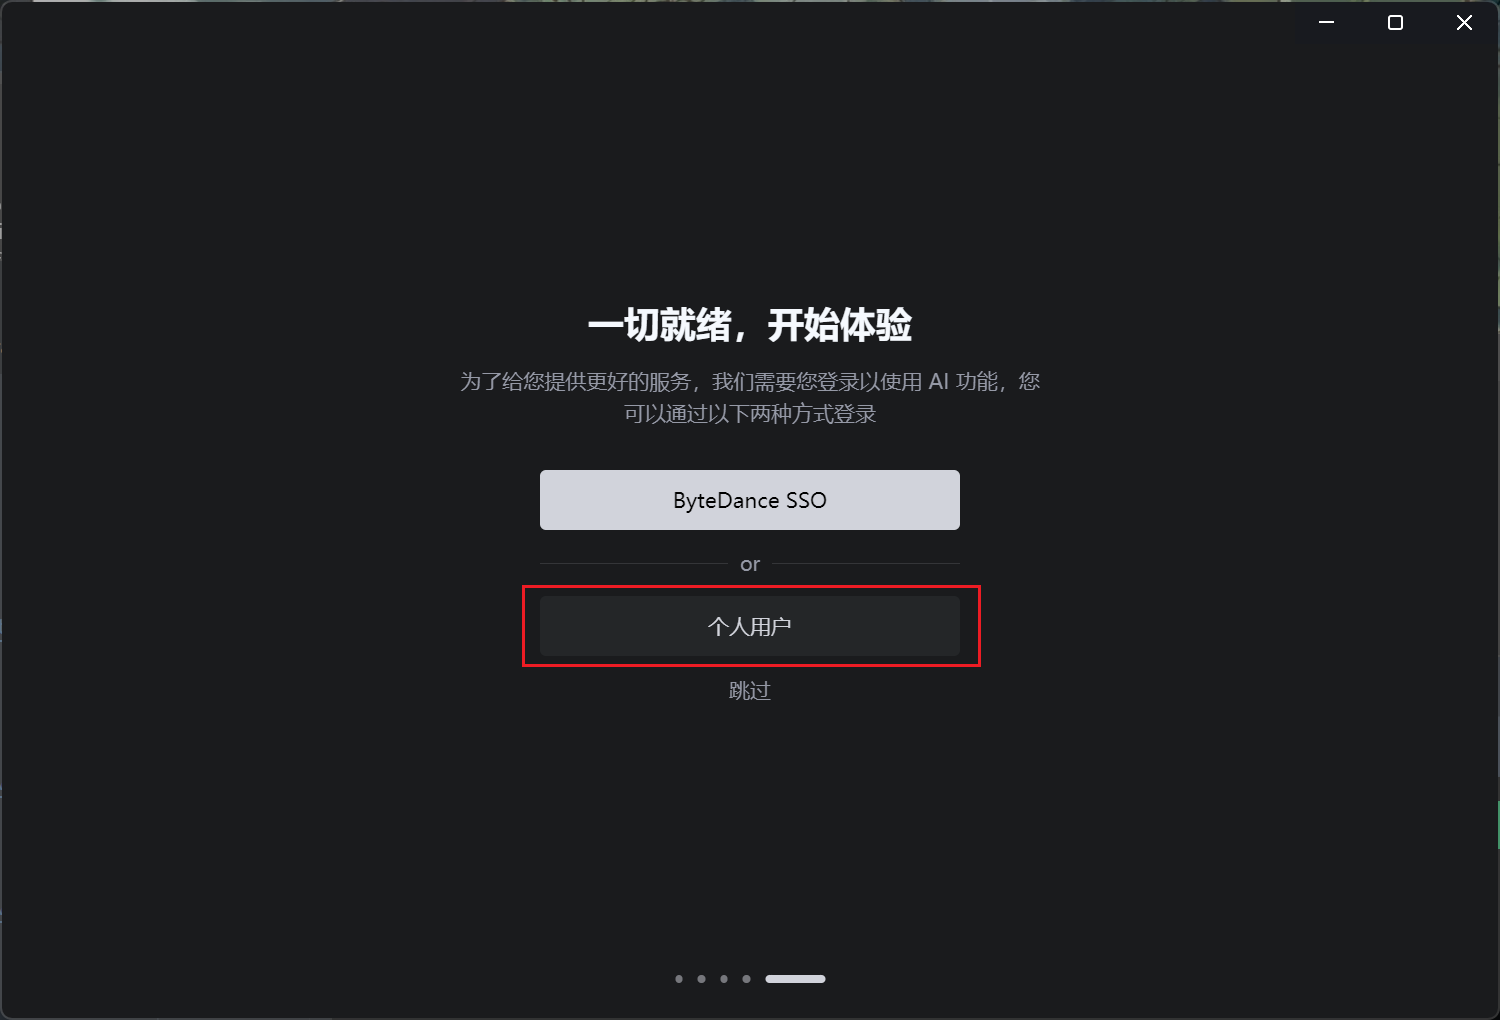 一切就绪，开始体验
为了给您提供更好的服务，我们需要您登录以使用 AI 功能，您
可以通过以下两种方式登录
ByteDance SSO
or
个人用户
跳过